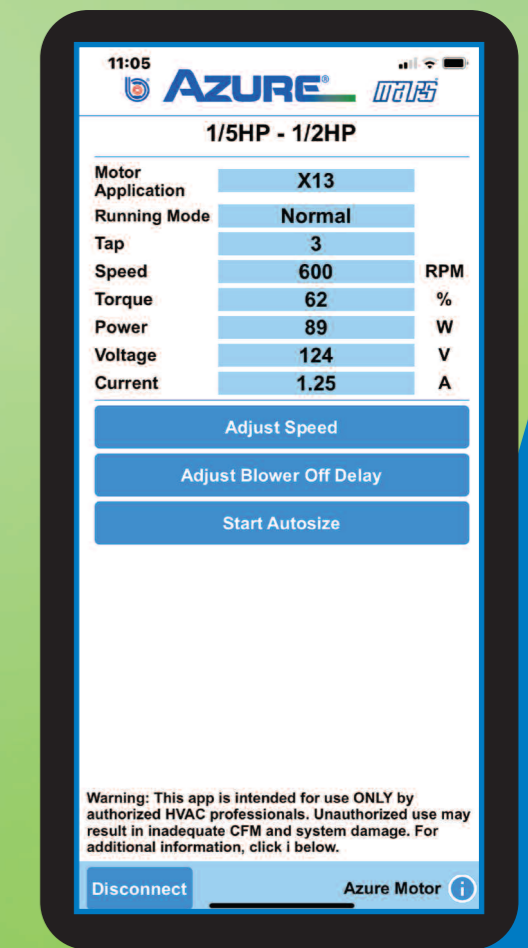 11:05
AZURE® mars
1/5HP - 1/2HP
Motor
Application X13
Running Mode Normal
Tap 3
Speed 600 RPM
Torque 62 %
Power 89 W
Voltage 124 V
Current 1.25 A
Adjust Speed
Adjust Blower Off Delay
Start Autosize
Warning: This app is intended for use ONLY by
authorized HVAC professionals. Unauthorized use may
result in inadequate CFM and system damage. For
additional information, click i below.
Disconnect Azure Motor i